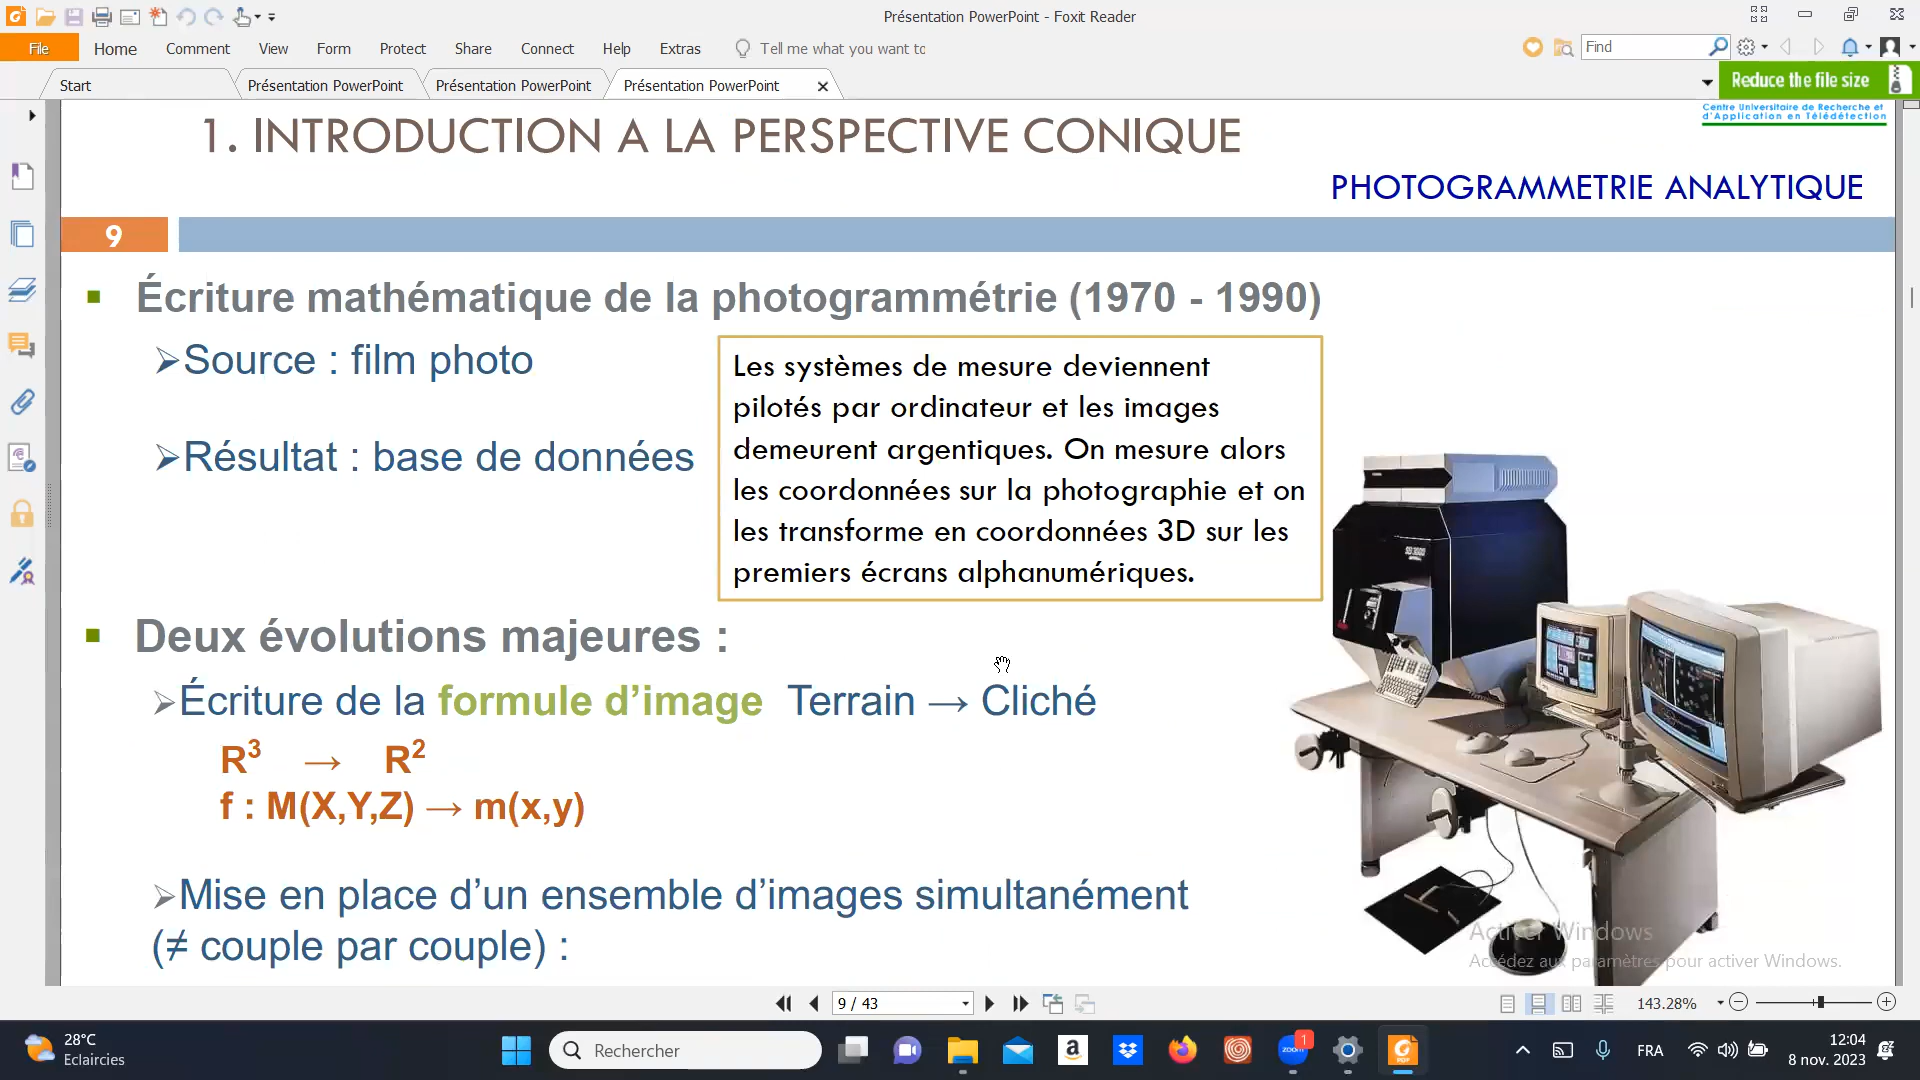 Présentation PowerPoint - Foxit Reader
File Home Comment View Form Protect Share Connect Help Extras Tell me what you want to Find
Start Présentation PowerPoint Présentation PowerPoint Présentation PowerPoint Reduce the file size
Centre Universitaire de Recherche et
d'Application en Télédétection
1. INTRODUCTION A LA PERSPECTIVE CONIQUE
PHOTOGRAMMETRIE ANALYTIQUE
9
Écriture mathématique de la photogrammétrie (1970 - 1990)
Source : film photo
Résultat : base de données
Les systèmes de mesure deviennent
pilotés par ordinateur et les images
demeurent argentiques. On mesure alors
les coordonnées sur la photographie et on
les transforme en coordonnées 3D sur les
premiers écrans alphanumériques.
Deux évolutions majeures :
Écriture de la formule d’image Terrain → Cliché
R³ → R²
f : M(X,Y,Z) → m(x,y)
Mise en place d’un ensemble d’images simultanément
(≠ couple par couple) :
Activer Windows
Accédez aux paramètres pour activer Windows.
9 / 43
143.28%
28°C
Eclaircies
Rechercher
zoom
1
FRA
12:04
8 nov. 2023